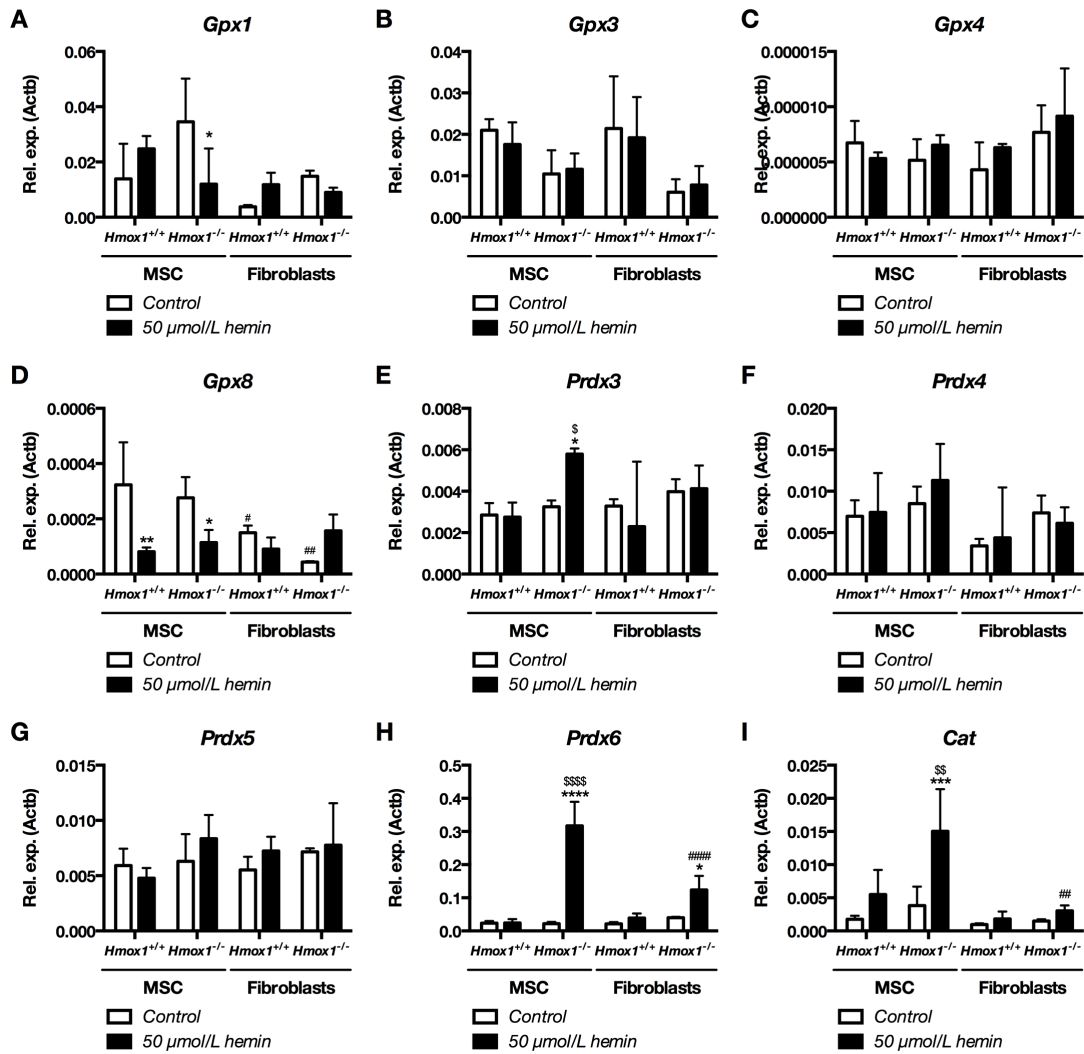 A
Gpx1
Rel. exp. (Actb)
0.06
0.04
0.02
0.00
*
Hmox1+/+ Hmox1-/- Hmox1+/+ Hmox1-/-
MSC Fibroblasts
Control
50 µmol/L hemin
B
Gpx3
Rel. exp. (Actb)
0.04
0.03
0.02
0.01
0.00
Hmox1+/+ Hmox1-/- Hmox1+/+ Hmox1-/-
MSC Fibroblasts
Control
50 µmol/L hemin
C
Gpx4
Rel. exp. (Actb)
0.000015
0.000010
0.000005
0.000000
Hmox1+/+ Hmox1-/- Hmox1+/+ Hmox1-/-
MSC Fibroblasts
Control
50 µmol/L hemin
D
Gpx8
Rel. exp. (Actb)
0.0006
0.0004
0.0002
0.0000
** * # ##
Hmox1+/+ Hmox1-/- Hmox1+/+ Hmox1-/-
MSC Fibroblasts
Control
50 µmol/L hemin
E
Prdx3
Rel. exp. (Actb)
0.008
0.006
0.004
0.002
0.000
$
*
Hmox1+/+ Hmox1-/- Hmox1+/+ Hmox1-/-
MSC Fibroblasts
Control
50 µmol/L hemin
F
Prdx4
Rel. exp. (Actb)
0.020
0.015
0.010
0.005
0.000
Hmox1+/+ Hmox1-/- Hmox1+/+ Hmox1-/-
MSC Fibroblasts
Control
50 µmol/L hemin
G
Prdx5
Rel. exp. (Actb)
0.015
0.010
0.005
0.000
Hmox1+/+ Hmox1-/- Hmox1+/+ Hmox1-/-
MSC Fibroblasts
Control
50 µmol/L hemin
H
Prdx6
Rel. exp. (Actb)
0.5
0.4
0.3
0.2
0.1
0.0
$$$$
****
####
*
Hmox1+/+ Hmox1-/- Hmox1+/+ Hmox1-/-
MSC Fibroblasts
Control
50 µmol/L hemin
I
Cat
Rel. exp. (Actb)
0.025
0.020
0.015
0.010
0.005
0.000
$$
***
##
Hmox1+/+ Hmox1-/- Hmox1+/+ Hmox1-/-
MSC Fibroblasts
Control
50 µmol/L hemin